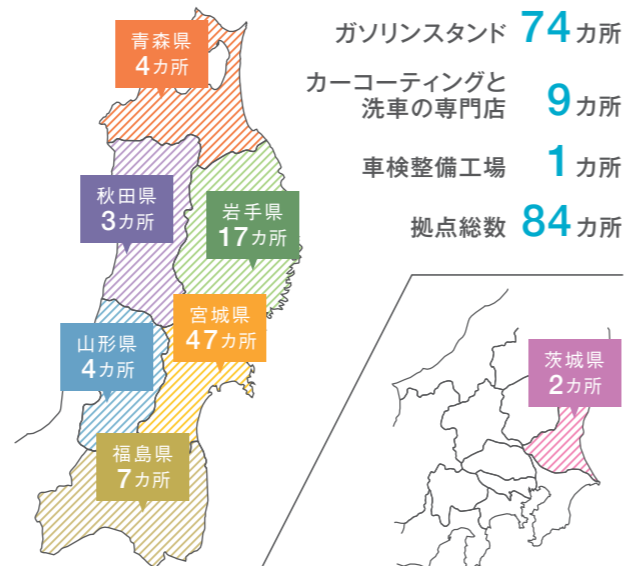 青森県
4カ所
秋田県
3カ所
岩手県
17カ所
宮城県
47カ所
山形県
4カ所
福島県
7カ所
ガソリンスタンド 74カ所
カーコーティングと
洗車の専門店 9カ所
車検整備工場 1カ所
拠点総数 84カ所
茨城県
2カ所